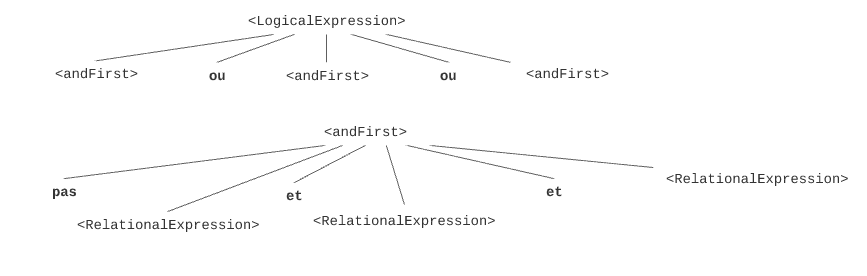 <LogicalExpression>
<andFirst> ou <andFirst> ou <andFirst>
<andFirst>
pas et et <RelationalExpression>
<RelationalExpression> <RelationalExpression>